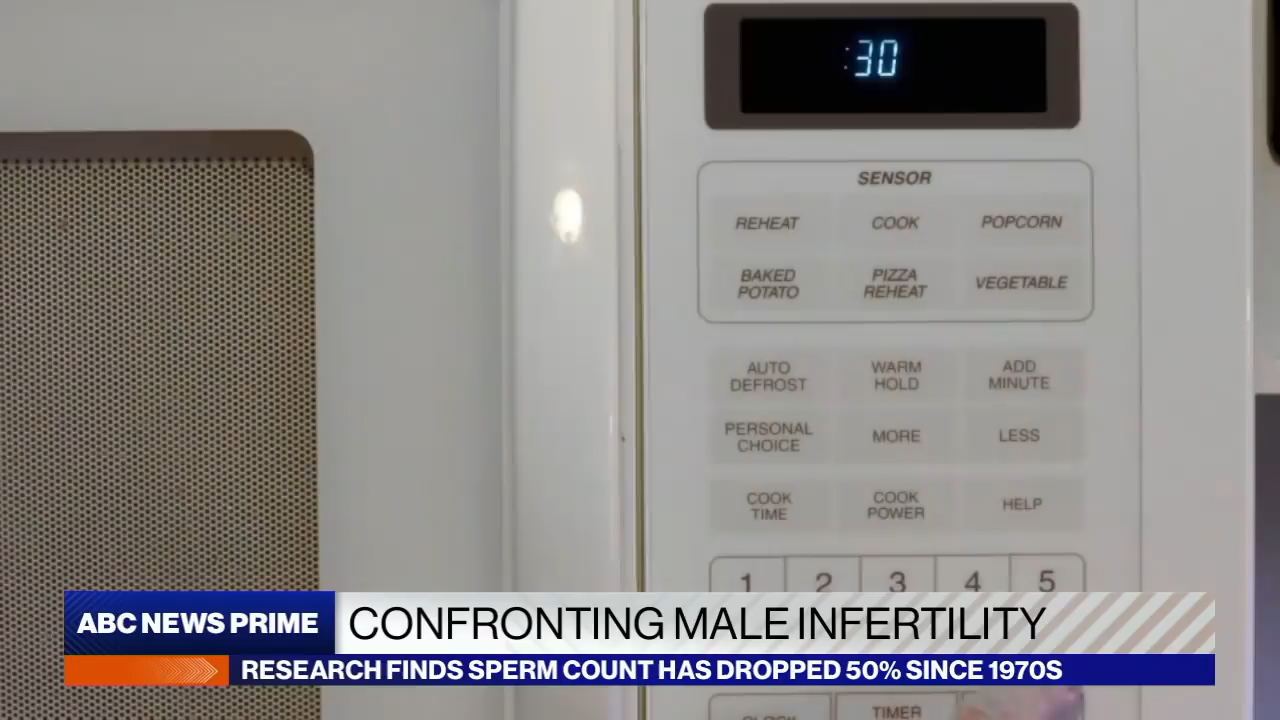 :30
SENSOR
REHEAT COOK POPCORN
BAKED POTATO PIZZA REHEAT VEGETABLE
AUTO DEFROST WARM HOLD ADD MINUTE
PERSONAL CHOICE MORE LESS
COOK TIME COOK POWER HELP
1 2 3 4 5
ABC NEWS PRIME
CONFRONTING MALE INFERTILITY
RESEARCH FINDS SPERM COUNT HAS DROPPED 50% SINCE 1970S
TIMER